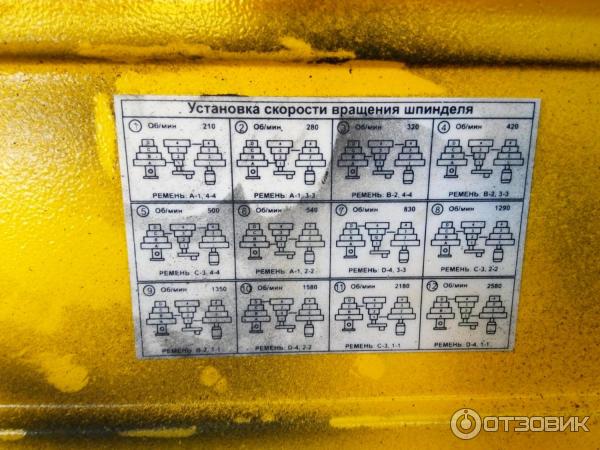 Установка скорости вращения шпинделя
1 Об/мин 210
2 Об/мин. 280
3 Об/мин 320
4 Об/мин 420
РЕМЕНЬ: А-1, 4-4
РЕМЕНЬ: А-1, 3-3
РЕМЕНЬ: В-2, 4-4
РЕМЕНЬ: В-2, 3-3
5 Об/мин 500
6 Об/мин 540
7 Об/мин 830
8 Об/мин 1290
РЕМЕНЬ: С-3, 4-4
РЕМЕНЬ: А-1, 2-2
РЕМЕНЬ: D-4, 3-3
РЕМЕНЬ: С-3, 2-2
9 Об/мин 1350
10 Об/мин 1580
11 Об/мин 2180
12 Об/мин 2580
РЕМЕНЬ: В-2, 1-1
РЕМЕНЬ: D-4, 2-2
РЕМЕНЬ: С-3, 1-1
РЕМЕНЬ: D-4, 1-1
ОТЗОВИК